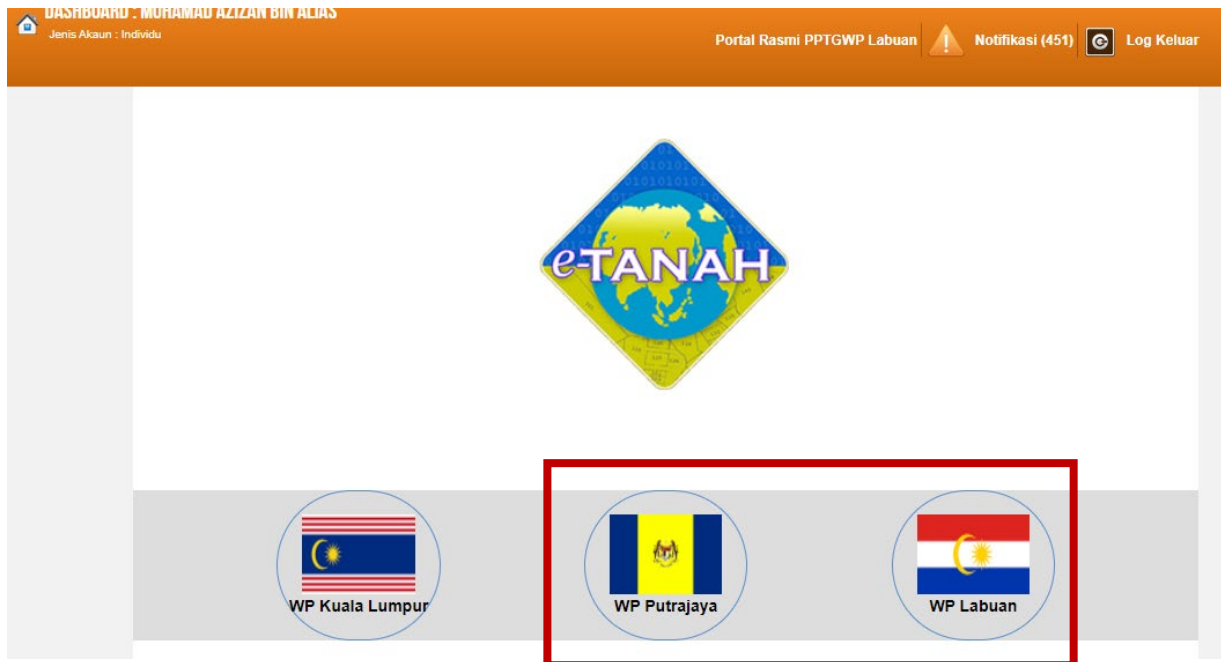 DASHBOARD : MUHAMAD AZIZAN BIN ALIAS
Jenis Akaun : Individu
Portal Rasmi PPTGWP Labuan
Notifikasi (451)
Log Keluar
e-TANAH
WP Kuala Lumpur
WP Putrajaya
WP Labuan